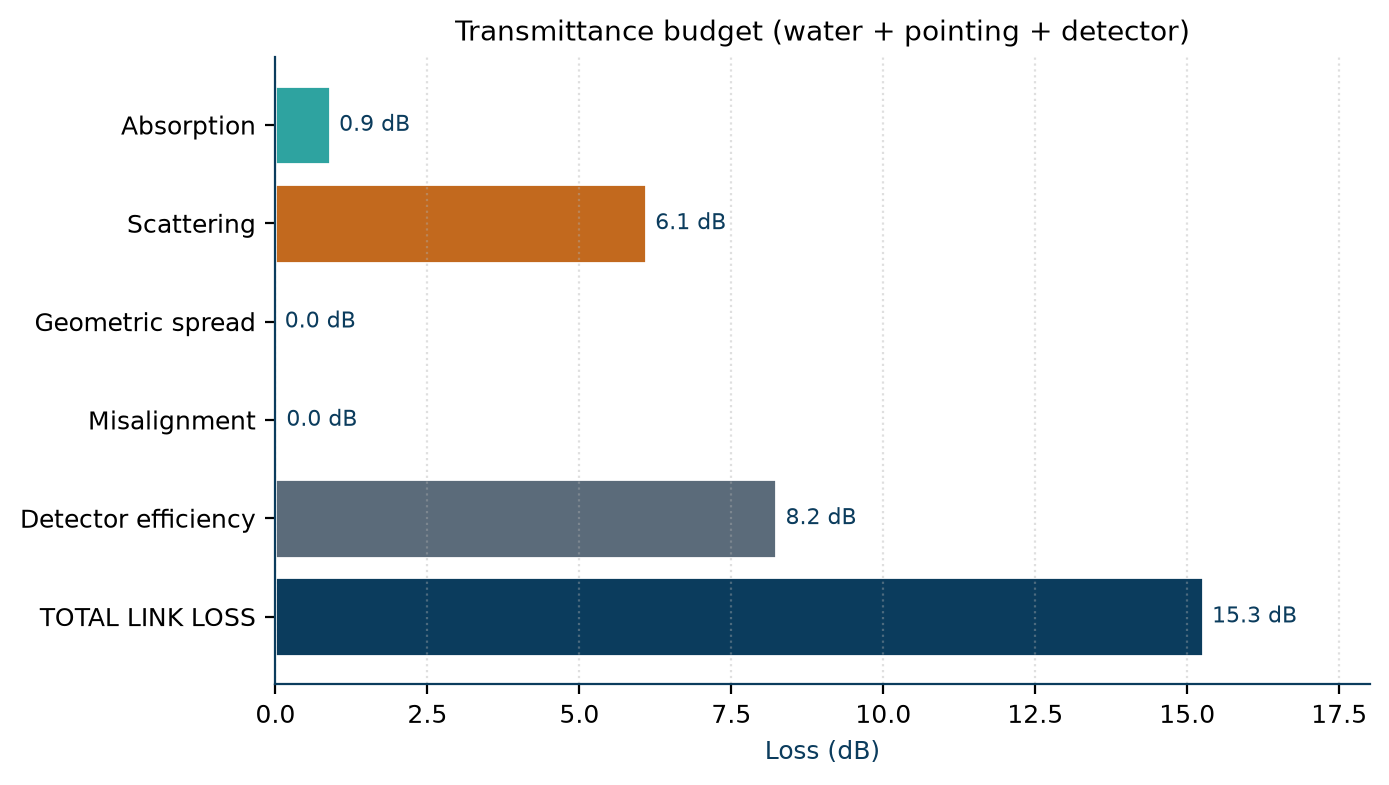 Transmittance budget (water + pointing + detector)
Absorption
0.9 dB
Scattering
6.1 dB
Geometric spread
0.0 dB
Misalignment
0.0 dB
Detector efficiency
8.2 dB
TOTAL LINK LOSS
15.3 dB
0.0 2.5 5.0 7.5 10.0 12.5 15.0 17.5
Loss (dB)